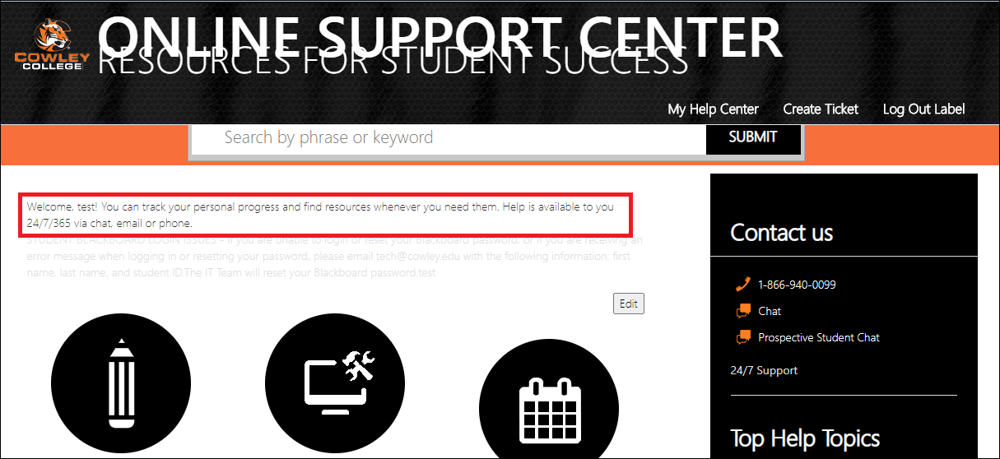 COWLEY
COLLEGE
ONLINE SUPPORT CENTER
RESOURCES FOR STUDENT SUCCESS
My Help Center
Create Ticket
Log Out Label
Search by phrase or keyword
SUBMIT
Welcome, test! You can track your personal progress and find resources whenever you need them. Help is available to you
24/7/365 via chat, email or phone.
STUDENT BLACKBOARD LOGIN ISSUES - If you are unable to login or reset your Blackboard password, or if you are receiving an
error message when logging in or resetting your password, please email tech@cowley.edu with the following information: first
name, last name, and student ID.The IT Team will reset your Blackboard password.test
Edit
Contact us
1-866-940-0099
Chat
Prospective Student Chat
24/7 Support
Top Help Topics